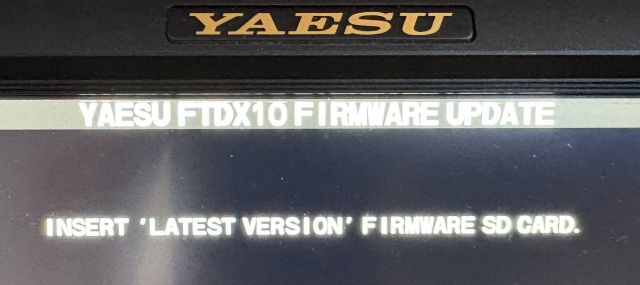 YAESU
YAESU FTDX10 FIRMWARE UPDATE
INSERT 'LATEST VERSION' FIRMWARE SD CARD.